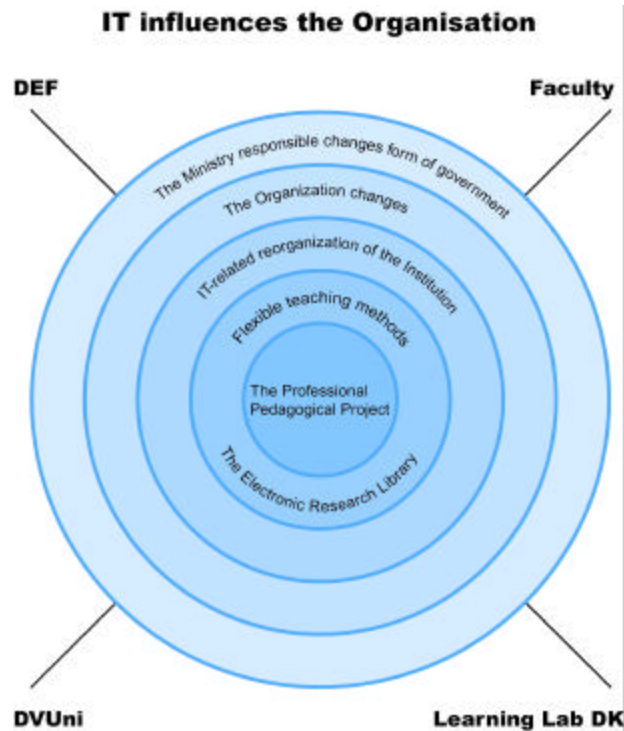 IT influences the Organisation
DEF
Faculty
The Ministry responsible changes form of government
The Organization changes
IT-related reorganization of the Institution
Flexible teaching methods
The Professional
Pedagogical Project
The Electronic Research Library
DVUni
Learning Lab DK